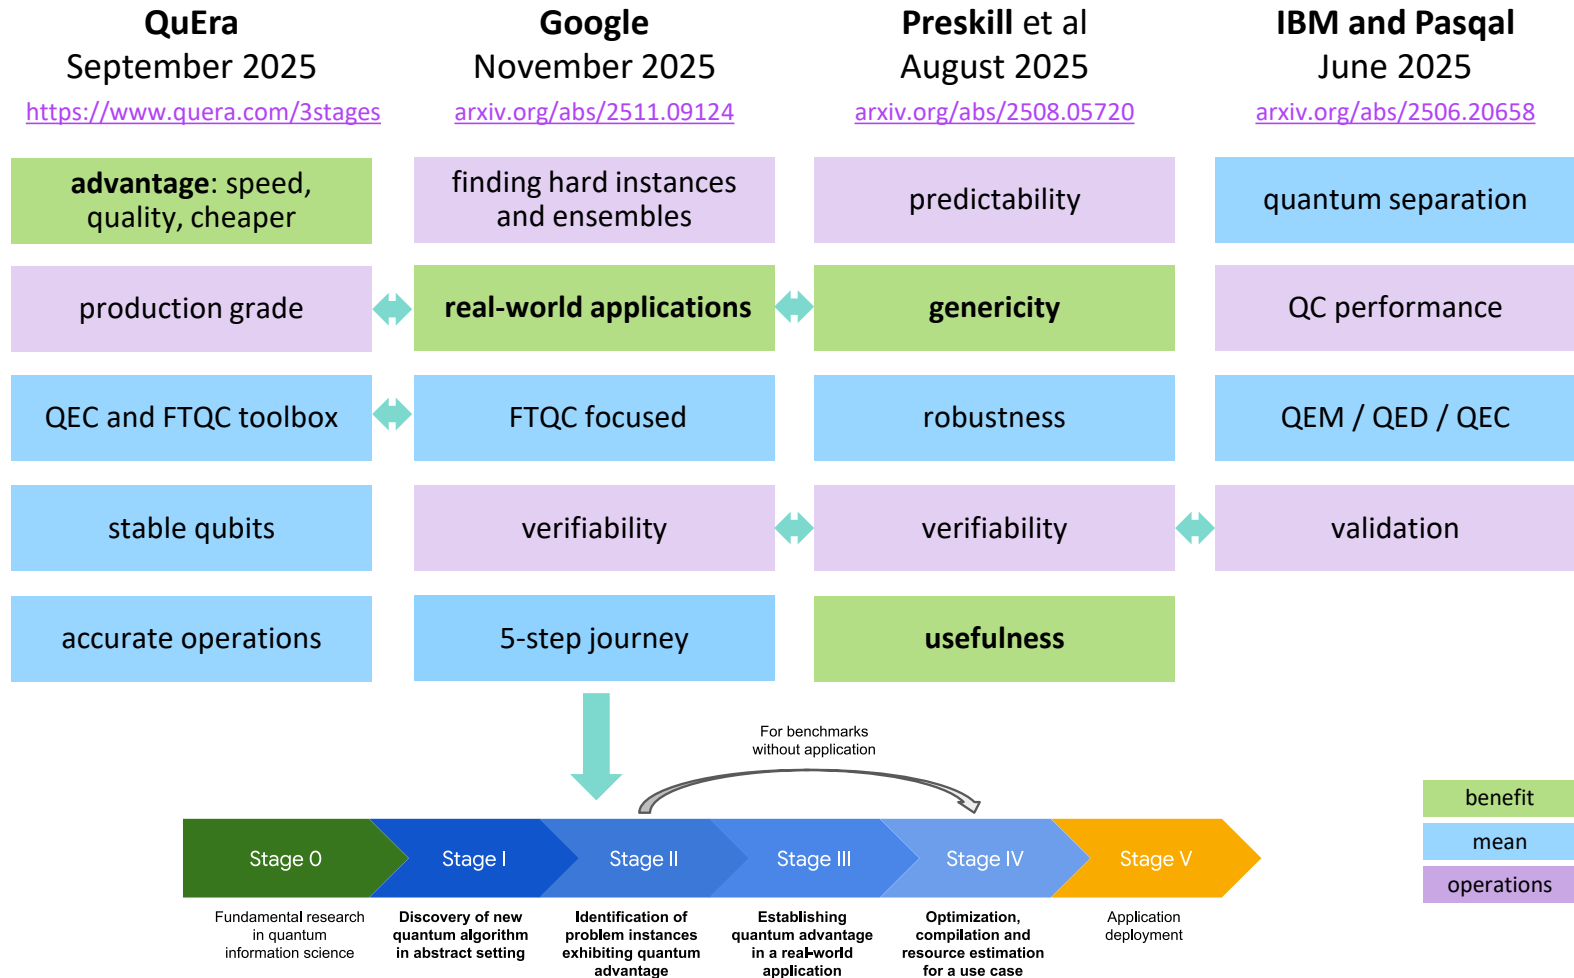 QuEra
September 2025
https://www.quera.com/3stages
Google
November 2025
arxiv.org/abs/2511.09124
Preskill et al
August 2025
arxiv.org/abs/2508.05720
IBM and Pasqal
June 2025
arxiv.org/abs/2506.20658
advantage: speed,
quality, cheaper
finding hard instances
and ensembles
predictability
quantum separation
production grade
real-world applications
genericity
QC performance
QEC and FTQC toolbox
FTQC focused
robustness
QEM / QED / QEC
stable qubits
verifiability
verifiability
validation
accurate operations
5-step journey
usefulness
For benchmarks
without application
benefit
mean
operations
Stage 0
Stage I
Stage II
Stage III
Stage IV
Stage V
Fundamental research
in quantum
information science
Discovery of new
quantum algorithm
in abstract setting
Identification of
problem instances
exhibiting quantum
advantage
Establishing
quantum advantage
in a real-world
application
Optimization,
compilation and
resource estimation
for a use case
Application
deployment